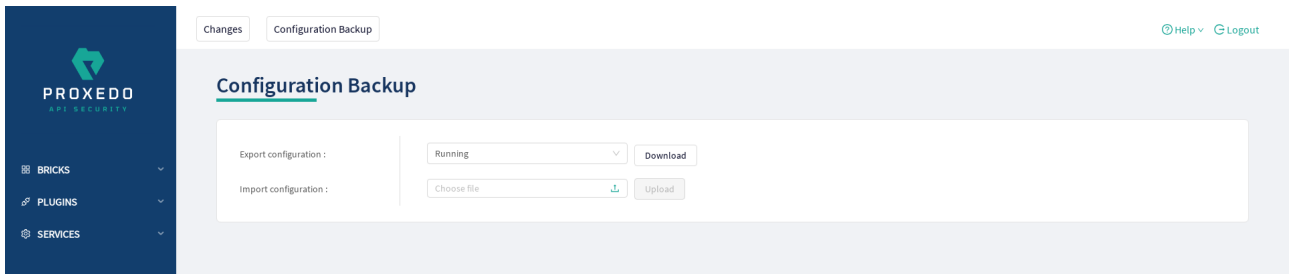 Changes
Configuration Backup
Help
Logout
PROXEDO
API SECURITY
Configuration Backup
Export configuration :
Running
Download
Import configuration :
Choose file
Upload
BRICKS
PLUGINS
SERVICES